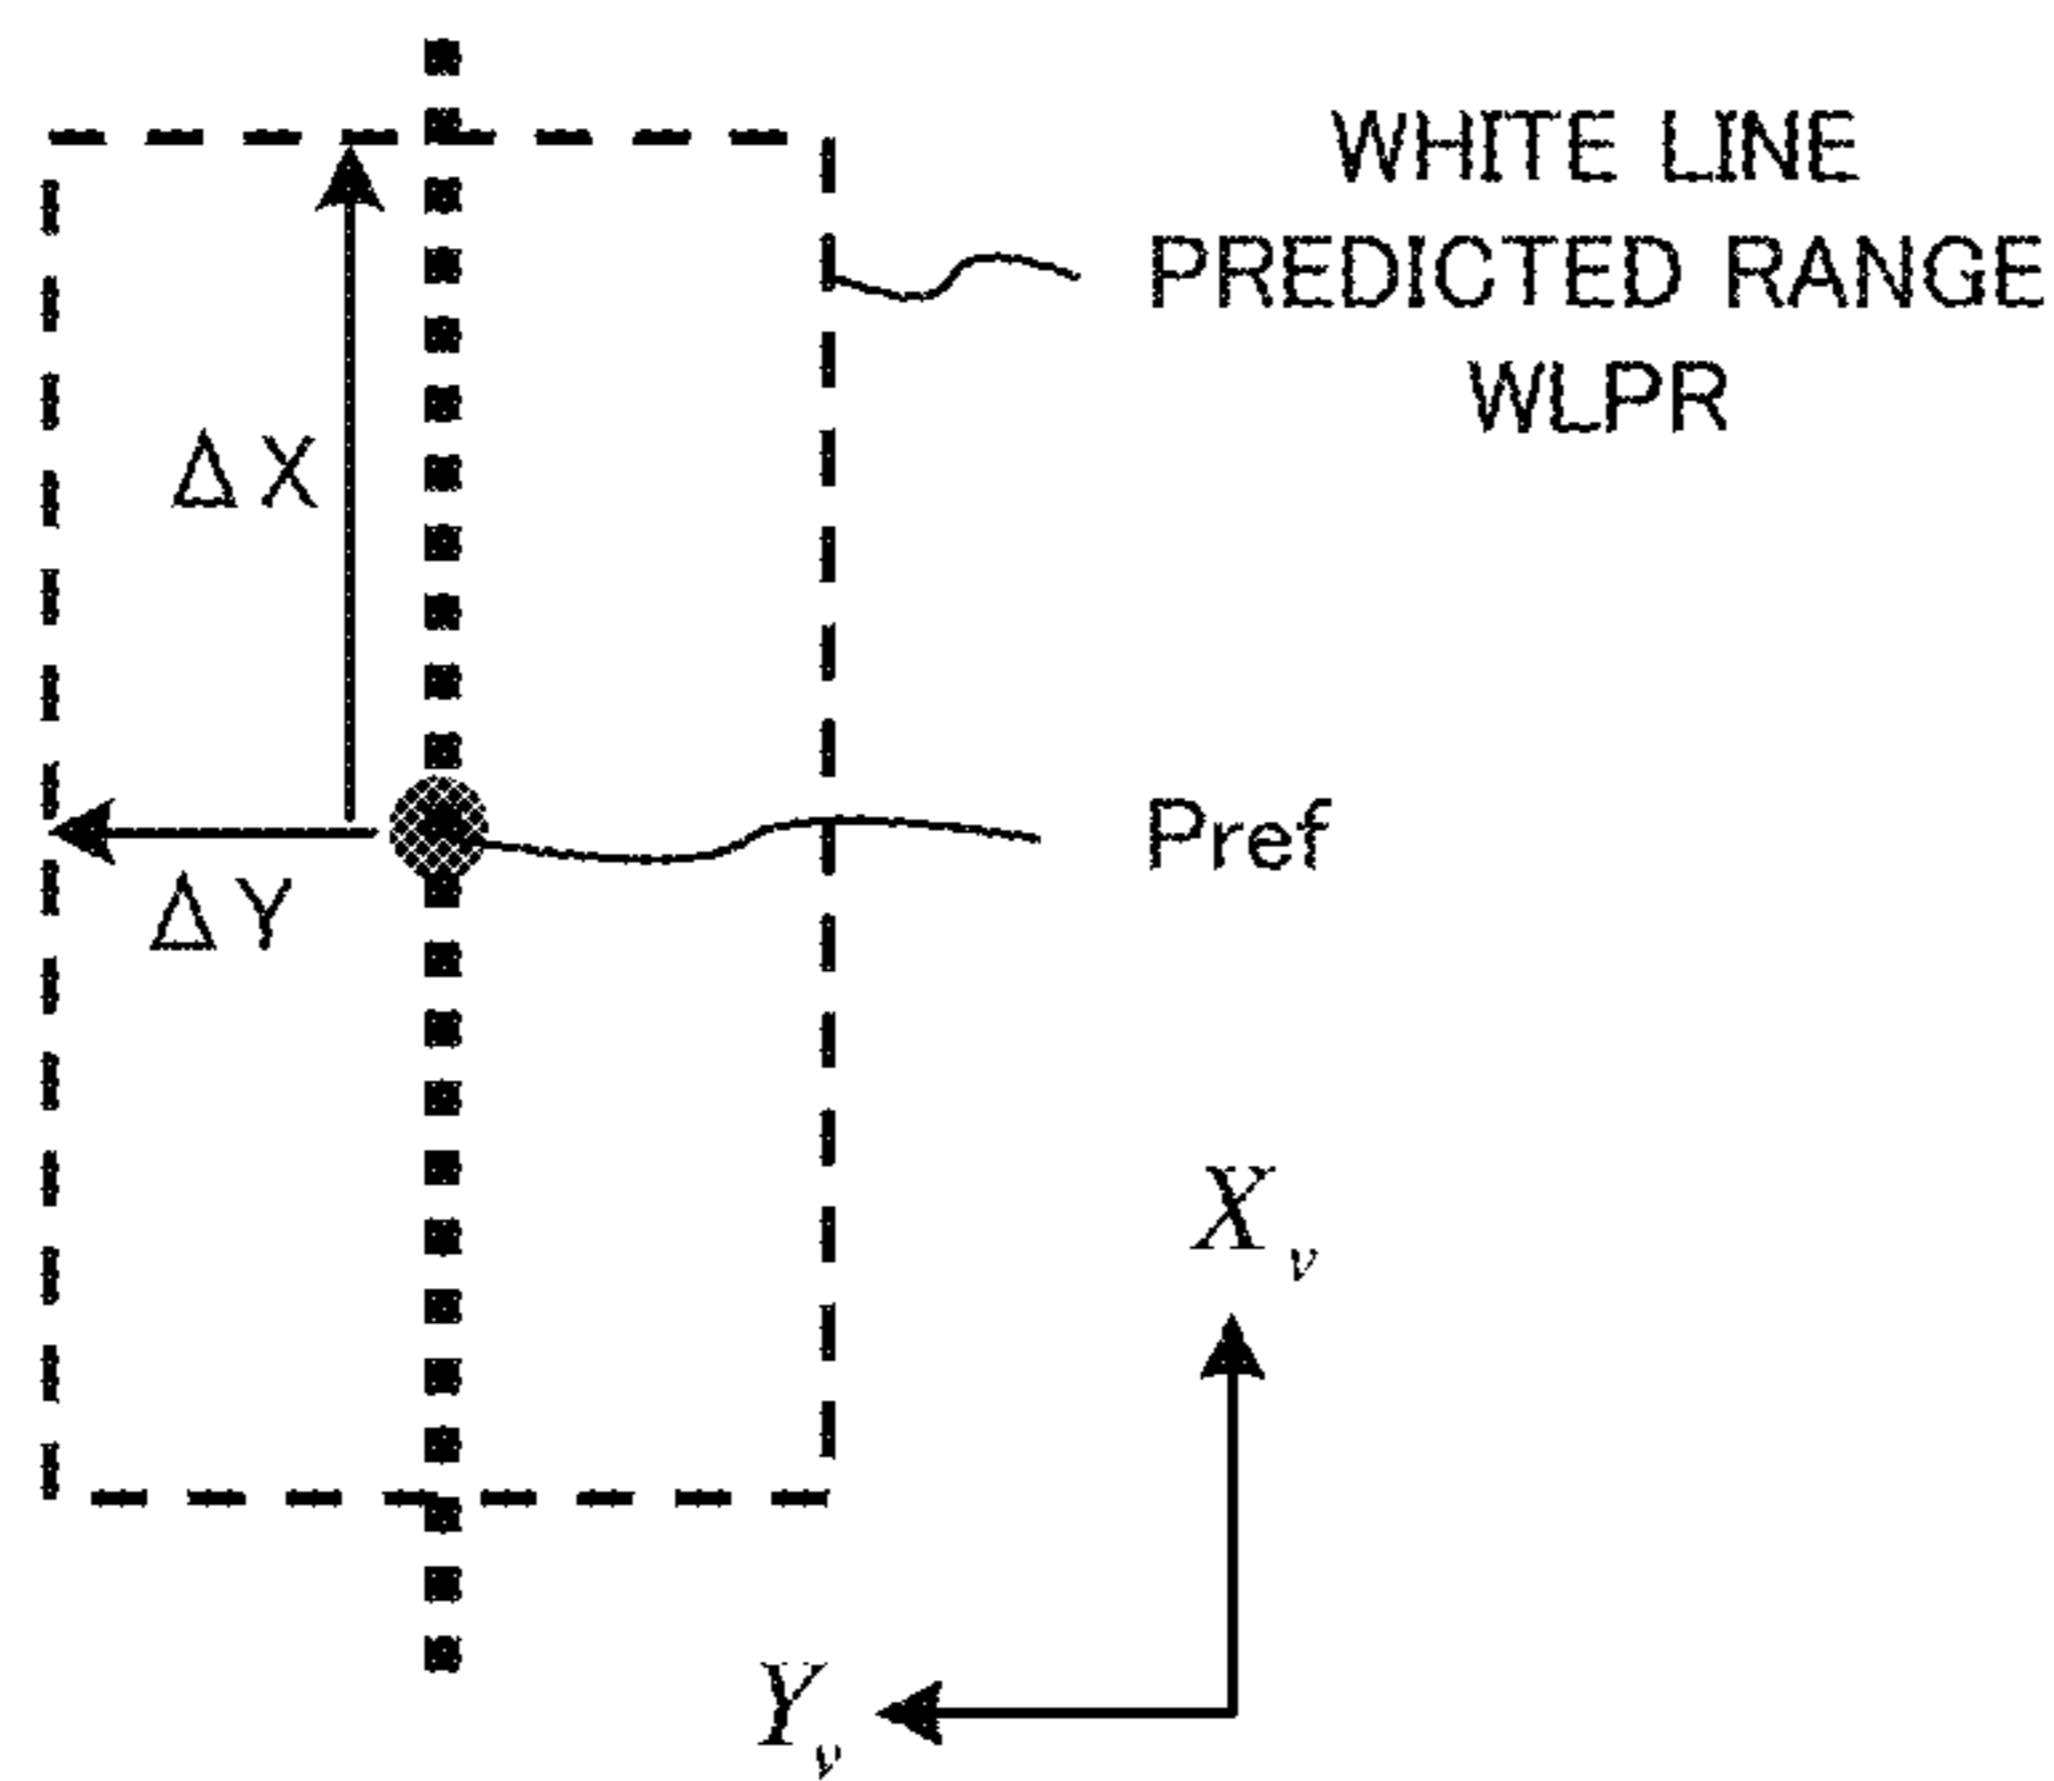 WHITE LINE
PREDICTED RANGE
WLPR
ΔX
Pref
ΔY
Xv
Yv